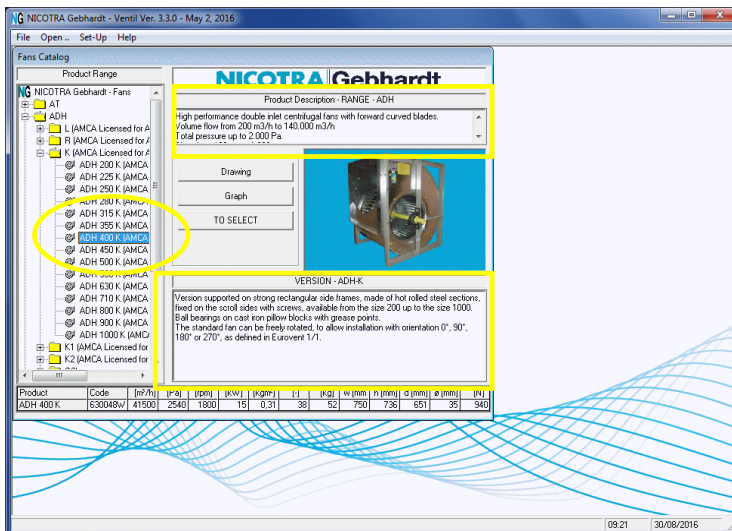 NICOTRA Gebhardt - Ventil Ver. 3.3.0 - May 2, 2016
File Open .. Set-Up Help
Fans Catalog
Product Range
NICOTRA Gebhardt
NICOTRA Gebhardt - Fans
AT
ADH
L (AMCA Licensed for A
R (AMCA Licensed for A
K (AMCA Licensed for A
ADH 200 K (AMCA
ADH 225 K (AMCA
ADH 250 K (AMCA
ADH 280 K (AMCA
ADH 315 K (AMCA
ADH 355 K (AMCA
ADH 400 K (AMCA
ADH 450 K (AMCA
ADH 500 K (AMCA
ADH 630 K (AMCA
ADH 710 K (AMCA
ADH 800 K (AMCA
ADH 900 K (AMCA
ADH 1000 K (AMCA
K1 (AMCA Licensed for
K2 (AMCA Licensed for
Product Description - RANGE - ADH
High performance double inlet centrifugal fans with forward curved blades.
Volume flow from 200 m3/h to 140.000 m3/h
Total pressure up to 2.000 Pa.
Drawing
Graph
TO SELECT
VERSION - ADH-K
Version supported on strong rectangular side frames, made of hot rolled steel sections,
fixed on the scroll sides with screws, available from the size 200 up to the size 1000.
Ball bearings on cast iron pillow blocks with grease points.
The standard fan can be freely rotated, to allow installation with orientation 0°, 90°,
180° or 270°, as defined in Eurovent 1/1.
Product Code [m³/h] [Pa] [rpm] [kW] [kgm²] [-] [Kg] w [mm h [mm] d [mm] ø [mm] [N]
ADH 400 K 630048W 41500 2540 1800 15 0,31 38 52 750 736 651 35 940
09:21 30/08/2016